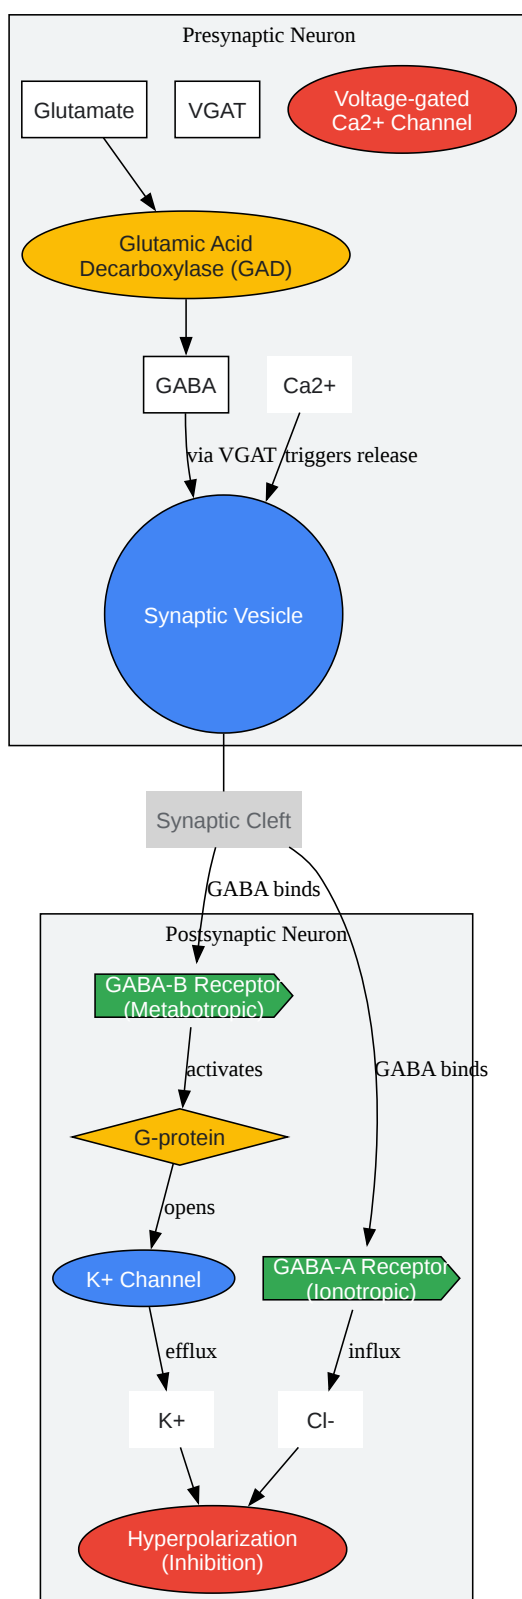 Presynaptic Neuron
Glutamate
VGAT
Voltage-gated
Ca2+ Channel
Glutamic Acid
Decarboxylase (GAD)
GABA
Ca2+
via VGAT
triggers release
Synaptic Vesicle
Synaptic Cleft
GABA binds
Postsynaptic Neuron
GABA-B Receptor
(Metabotropic)
activates
GABA binds
G-protein
opens
K+ Channel
GABA-A Receptor
(Ionotropic)
efflux
influx
K+
Cl-
Hyperpolarization
(Inhibition)